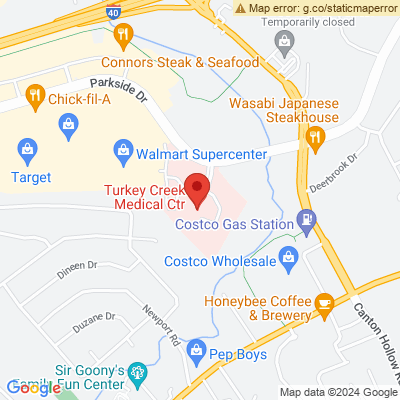 Map error: g.co/staticmaperror
40
Temporarily closed
Connors Steak & Seafood
Parkside Dr
Chick-fil-A
Wasabi Japanese
Steakhouse
Walmart Supercenter
Target
Deerbrook Dr
Turkey Creek
Medical Ctr
Costco Gas Station
Costco Wholesale
Dineen Dr
Honeybee Coffee
& Brewery
Newport Rd
Duzane Dr
Canton Hollow
Pep Boys
Sir Goony's
Family Fun Center
Google
Map data ©2024 Google